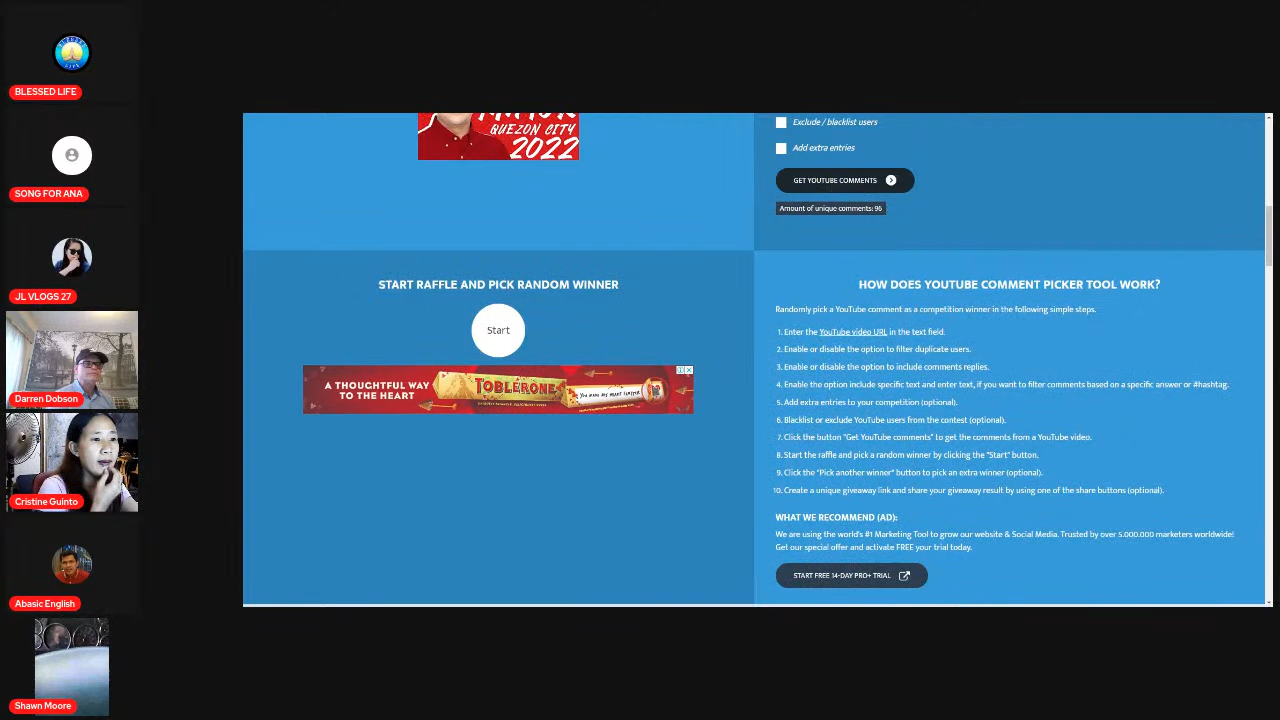 BLESSED LIFE
SONG FOR ANA
JL VLOGS 27
Darren Dobson
Cristine Guinto
Abasic English
Shawn Moore
QUEZON CITY
2022
Exclude / blacklist users
Add extra entries
GET YOUTUBE COMMENTS
Amount of unique comments: 96
START RAFFLE AND PICK RANDOM WINNER
Start
A THOUGHTFUL WAY
TO THE HEART
TOBLERONE
HOW DOES YOUTUBE COMMENT PICKER TOOL WORK?
Randomly pick a YouTube comment as a competition winner in the following simple steps.
1. Enter the YouTube video URL in the text field.
2. Enable or disable the option to filter duplicate users.
3. Enable or disable the option to include comments replies.
4. Enable the option include specific text and enter text, if you want to filter comments based on a specific answer or #hashtag.
5. Add extra entries to your competition (optional).
6. Blacklist or exclude YouTube users from the contest (optional).
7. Click the button "Get YouTube comments" to get the comments from a YouTube video.
8. Start the raffle and pick a random winner by clicking the "Start" button.
9. Click the "Pick another winner" button to pick an extra winner (optional).
10. Create a unique giveaway link and share your giveaway result by using one of the share buttons (optional).
WHAT WE RECOMMEND (AD):
We are using the world's #1 Marketing Tool to grow our website & Social Media. Trusted by over 5.000.000 marketers worldwide!
Get our special offer and activate FREE your trial today.
START FREE 14-DAY PRO+ TRIAL